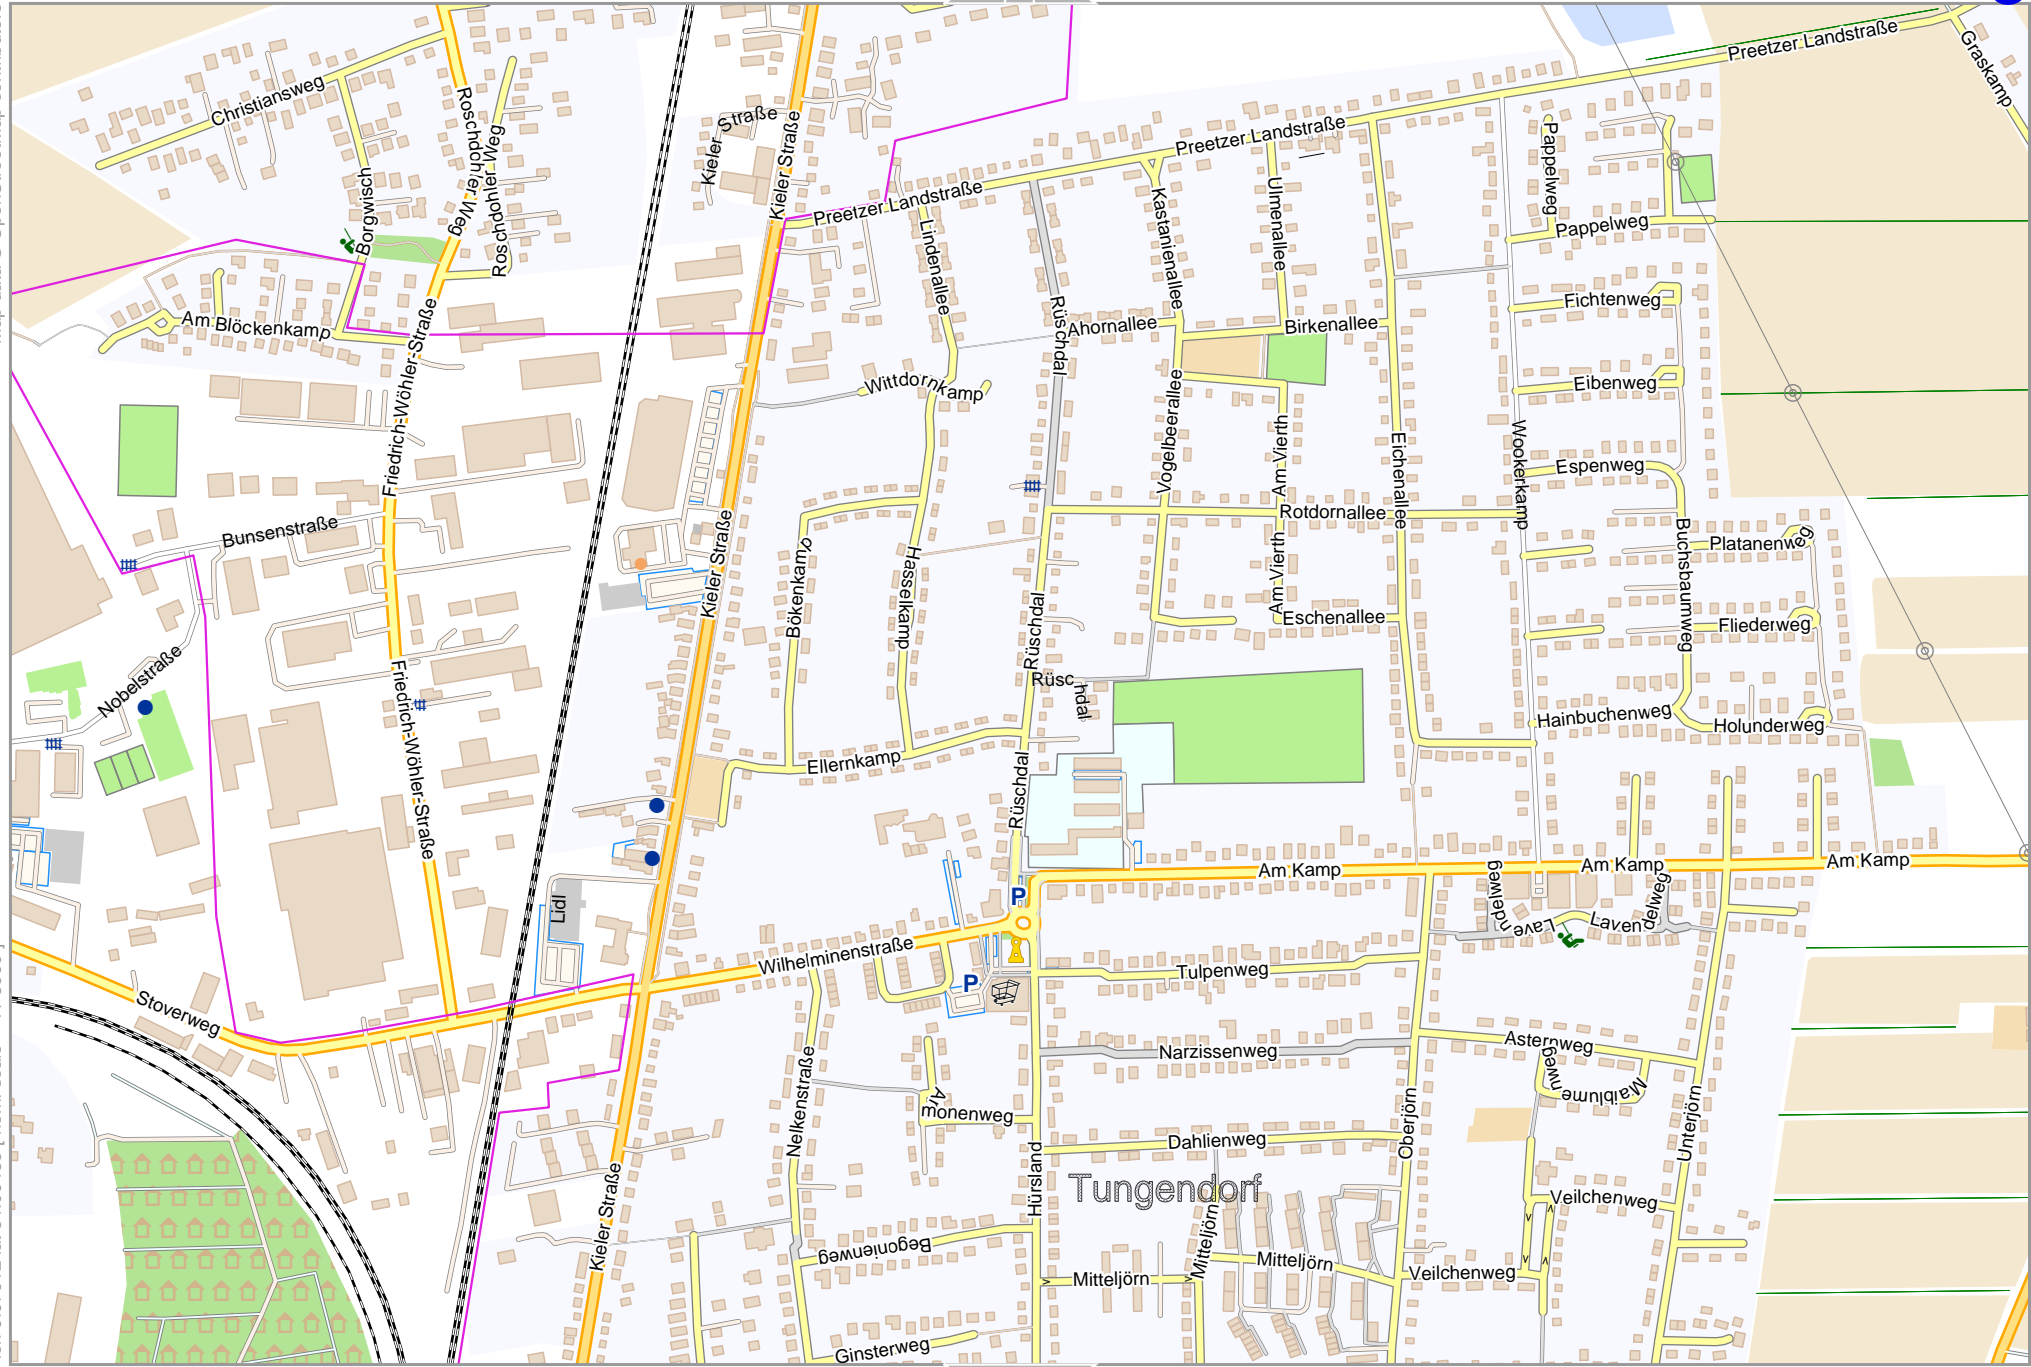 Preetzer Landstraße
Graskamp
Christiansweg
Roschdohler Weg
Roschdohler Weg
Kieler Straße
Kieler Straße
Preetzer Landstraße
Pappelweg
Borgwisch
Preetzer Landstraße
Kastanienallee
Ulmenallee
Pappelweg
Lindenallee
Am Blöckenkamp
Friedrich-Wöhler-Straße
Rüschdal
Ahornallee
Birkenallee
Fichtenweg
Wittdornkamp
Eibenweg
Vogelbeerallee
Am Vierth
Eichenallee
Wookerkamp
Espenweg
Bunsenstraße
Kieler Straße
Rotdornallee
Buchsbaumweg
Platanenweg
Bökenkamp
Hasselkamp
Rüschdal
Am Vierth
Eschenallee
Fliederweg
Nobelstraße
Friedrich-Wöhler-Straße
Rüschdal
Hainbuchenweg
Holunderweg
Ellernkamp
Rüschdal
Am Kamp
Am Kamp
Am Kamp
Lidl
P
Lavendelweg
Lavendelweg
Wilhelminenstraße
Tulpenweg
P
Stoverweg
Narzissenweg
Asternweg
Maiblumenweg
Nelkenstraße
monenweg
Oberjörn
Unterjörn
Dahlienweg
Hürsland
Tungendorf
Kieler Straße
Veilchenweg
Begonienweg
Mitteljörn
Mitteljörn
Mitteljörn
Veilchenweg
Ginsterweg